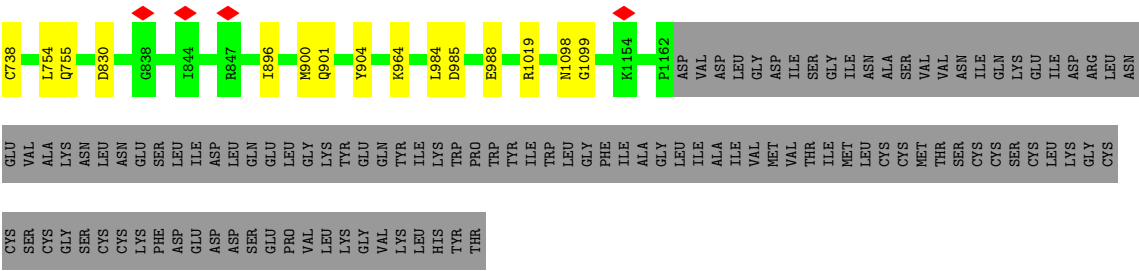 C738 L754 Q755 D830 G838 I844 R847 I896 M900 Q901 Y904 K964 L984 D985 E988 R1019 N1098 G1099 K1154 P1162 ASP VAL ASP LEU GLY ASP ILE SER GLY ILE ASN ALA SER VAL VAL ASN ILE GLN LYS GLU ILE ASP ARG LEU ASN
GLU VAL ALA LYS ASN LEU ASN GLU SER LEU ILE ASP LEU GLN GLU LEU GLY LYS TYR GLU GLN TYR ILE LYS TRP PRO TRP TYR ILE TRP LEU GLY PHE ILE ALA GLY LEU ILE ALA ILE VAL MET VAL THR ILE MET LEU CYS CYS MET THR SER CYS CYS SER CYS LEU LYS GLY CYS
CYS SER CYS GLY SER CYS CYS LYS PHE ASP GLU ASP ASP SER GLU PRO VAL LEU LYS GLY VAL LYS LEU HIS TYR THR